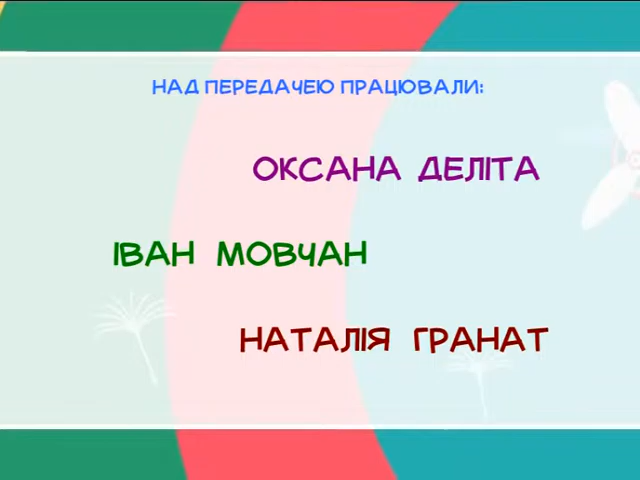 НАД ПЕРЕДАЧЕЮ ПРАЦЮВАЛИ:
ОКСАНА ДЕЛІТА
ІВАН МОВЧАН
НАТАЛІЯ ГРАНАТ